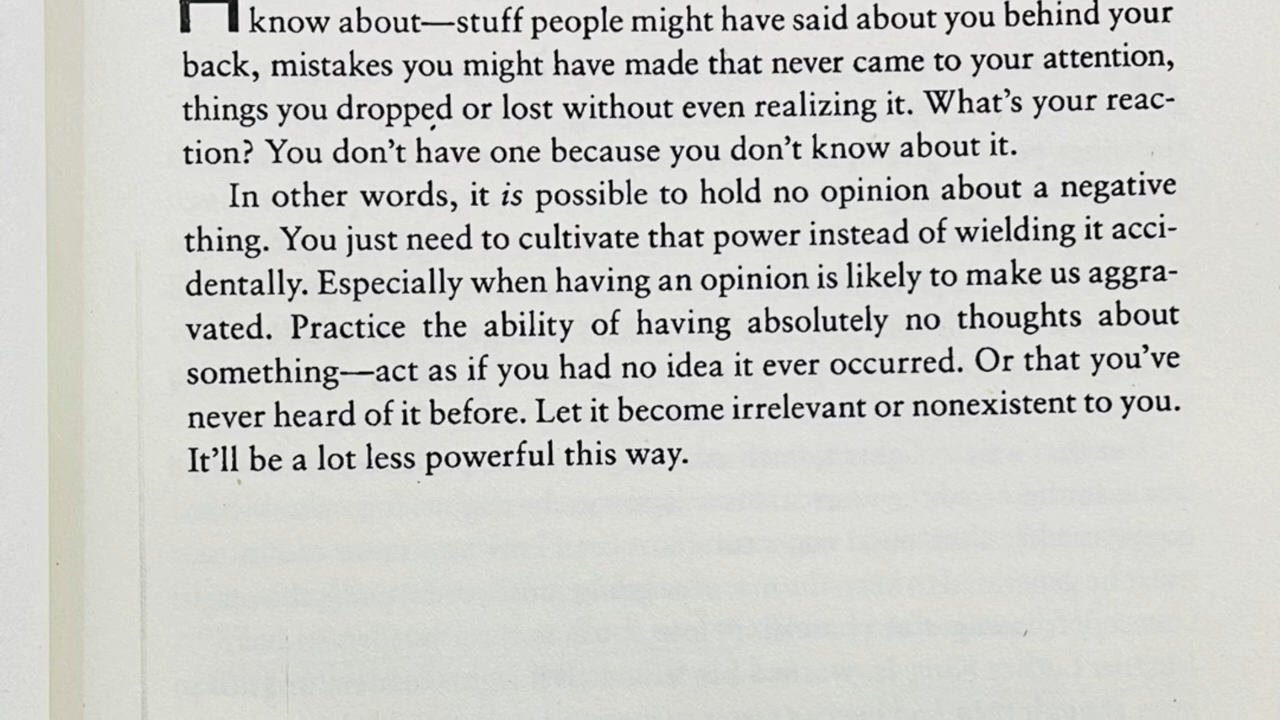 know about—stuff people might have said about you behind your
back, mistakes you might have made that never came to your attention,
things you dropped or lost without even realizing it. What's your reac-
tion? You don't have one because you don't know about it.
In other words, it is possible to hold no opinion about a negative
thing. You just need to cultivate that power instead of wielding it acci-
dentally. Especially when having an opinion is likely to make us aggra-
vated. Practice the ability of having absolutely no thoughts about
something—act as if you had no idea it ever occurred. Or that you've
never heard of it before. Let it become irrelevant or nonexistent to you.
It'll be a lot less powerful this way.